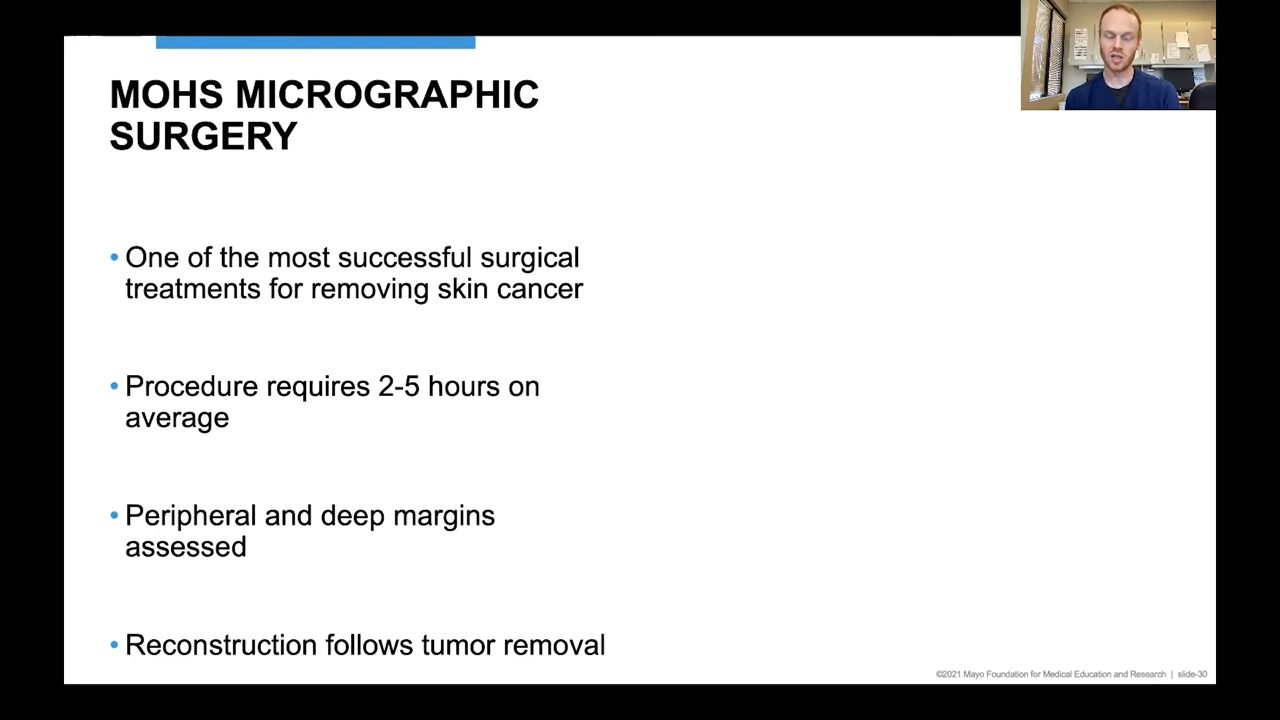 MOHS MICROGRAPHIC
SURGERY
• One of the most successful surgical
treatments for removing skin cancer
• Procedure requires 2-5 hours on
average
• Peripheral and deep margins
assessed
• Reconstruction follows tumor removal
©2021 Mayo Foundation for Medical Education and Research | slide-30